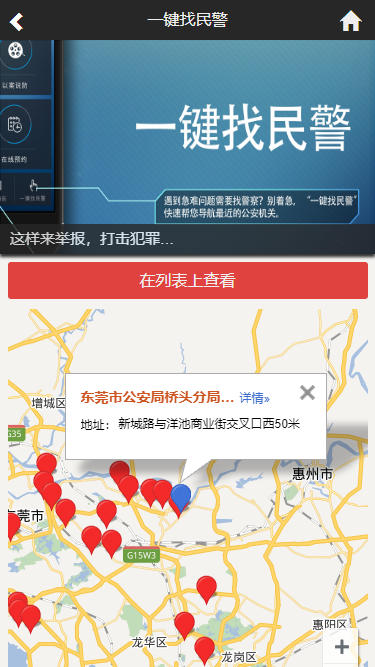 一键找民警
以案说防
在线预约
一键找民警
一键找民警
遇到急难问题需要找警察？别着急，“一键找民警”
快速帮您导航最近的公安机关。
这样来举报，打击犯罪...
在列表上查看
增城区
东莞市公安局桥头分局... 详情»
地址： 新城路与洋池商业街交叉口西50米
G35
惠州市
东莞市
G15W3
惠阳区
龙华区
龙岗区